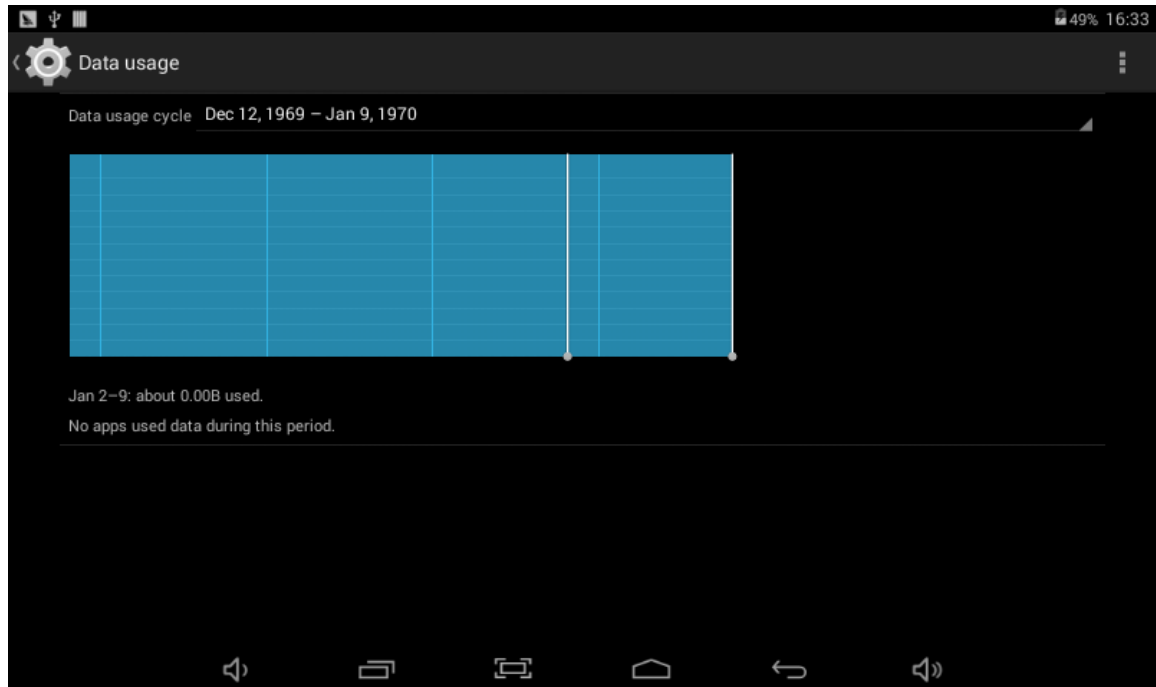 49% 16:33
Data usage
Data usage cycle Dec 12, 1969 – Jan 9, 1970
Jan 2–9: about 0.00B used.
No apps used data during this period.